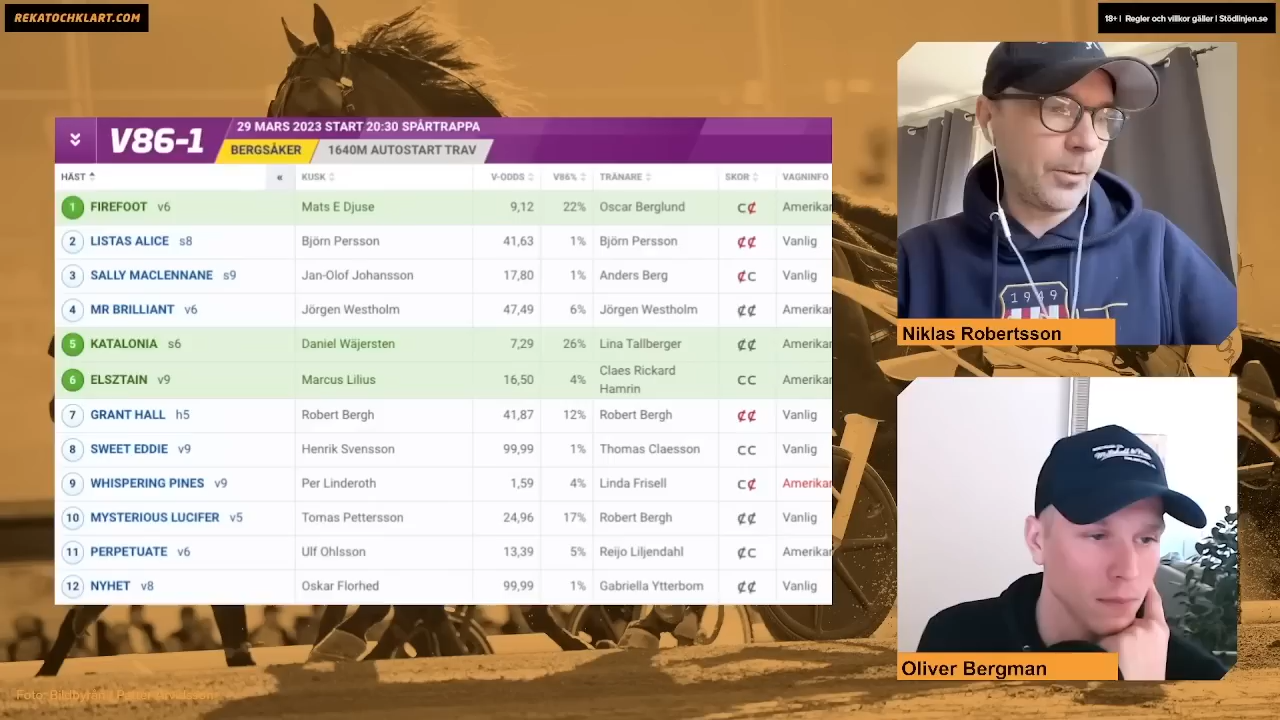 REKATOCHKLART.COM
18+ | Regler och villkor gäller | Stödlinjen.se
V86-1
29 MARS 2023 START 20:30 SPÅRTRAPPA
BERGSÅKER 1640M AUTOSTART TRAV
HÄST « KUSK V-ODDS V86% TRÄNARE SKOR VAGNINFO
1 FIREFOOT v6 Mats E Djuse 9,12 22% Oscar Berglund C₵ Amerikan
2 LISTAS ALICE s8 Björn Persson 41,63 1% Björn Persson ₵₵ Vanlig
3 SALLY MACLENNANE s9 Jan-Olof Johansson 17,80 1% Anders Berg ₵C Vanlig
4 MR BRILLIANT v6 Jörgen Westholm 47,49 6% Jörgen Westholm ₵₵ Amerikan
5 KATALONIA s6 Daniel Wäjersten 7,29 26% Lina Tallberger ₵₵ Amerikan
6 ELSZTAIN v9 Marcus Lilius 16,50 4% Claes Rickard Hamrin CC Amerikan
7 GRANT HALL h5 Robert Bergh 41,87 12% Robert Bergh ₵₵ Vanlig
8 SWEET EDDIE v9 Henrik Svensson 99,99 1% Thomas Claesson CC Vanlig
9 WHISPERING PINES v9 Per Linderoth 1,59 4% Linda Frisell C₵ Amerikan
10 MYSTERIOUS LUCIFER v5 Tomas Pettersson 24,96 17% Robert Bergh ₵₵ Vanlig
11 PERPETUATE v6 Ulf Ohlsson 13,39 5% Reijo Liljendahl ₵C Amerikan
12 NYHET v8 Oskar Florhed 99,99 1% Gabriella Ytterbom ₵₵ Vanlig
1949
Niklas Robertsson
Oliver Bergman
Foto: Bildbyrån